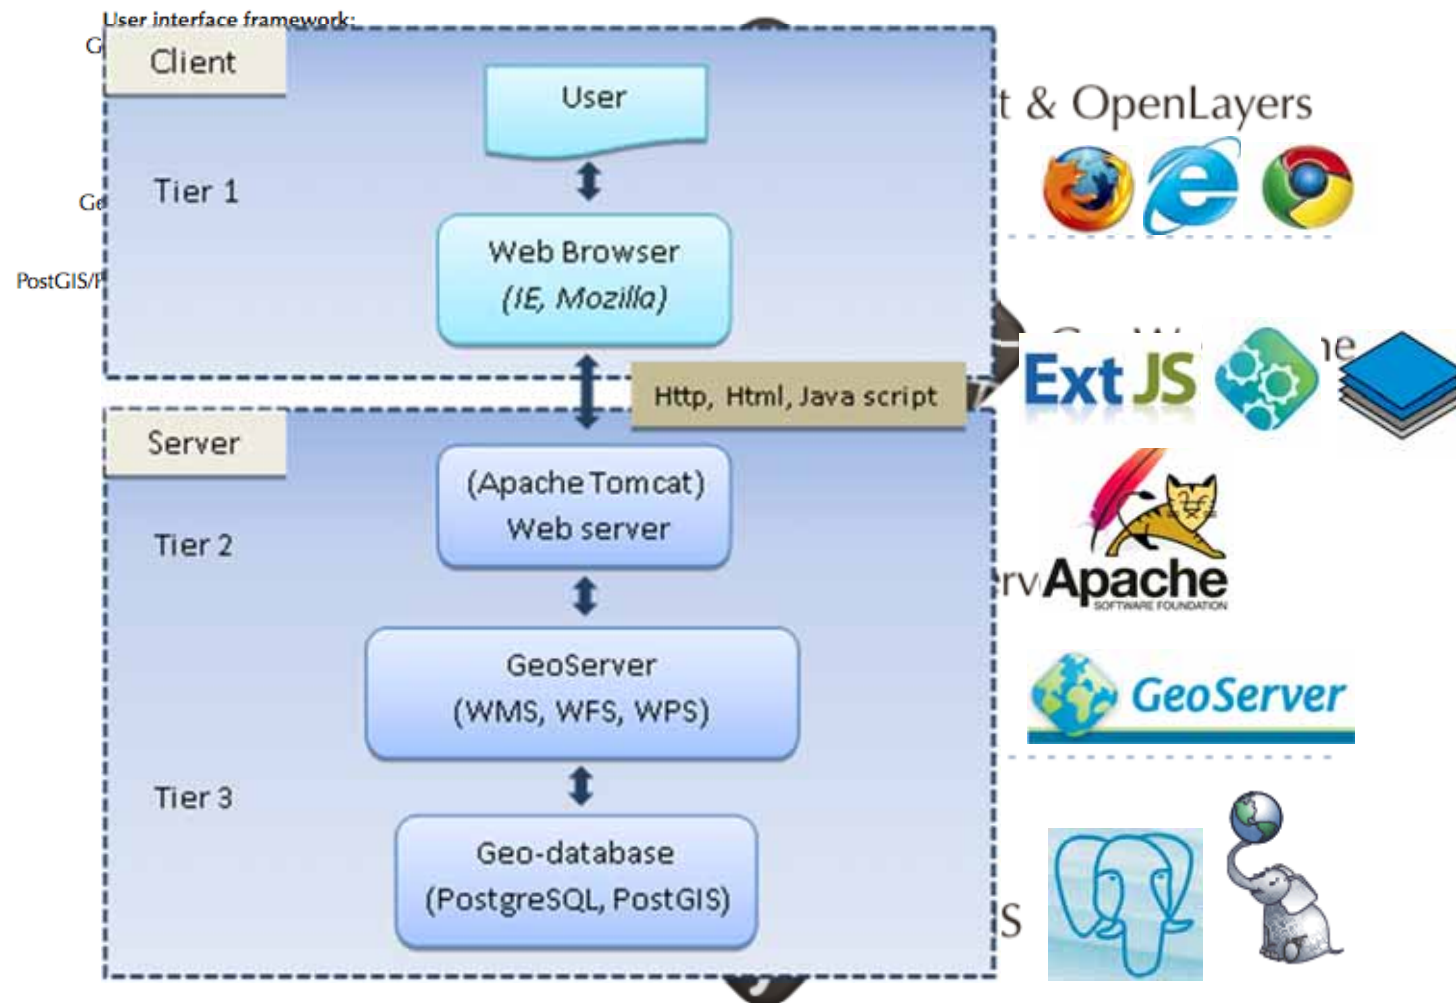 User interface framework:
Client
User
t & OpenLayers
Tier 1
Web Browser
(IE, Mozilla)
PostGIS/
Http, Html, Java script
Ext JS
Server
(Apache Tomcat)
Web server
Tier 2
Apache
SOFTWARE FOUNDATION
GeoServer
(WMS, WFS, WPS)
GeoServer
Tier 3
Geo-database
(PostgreSQL, PostGIS)
S